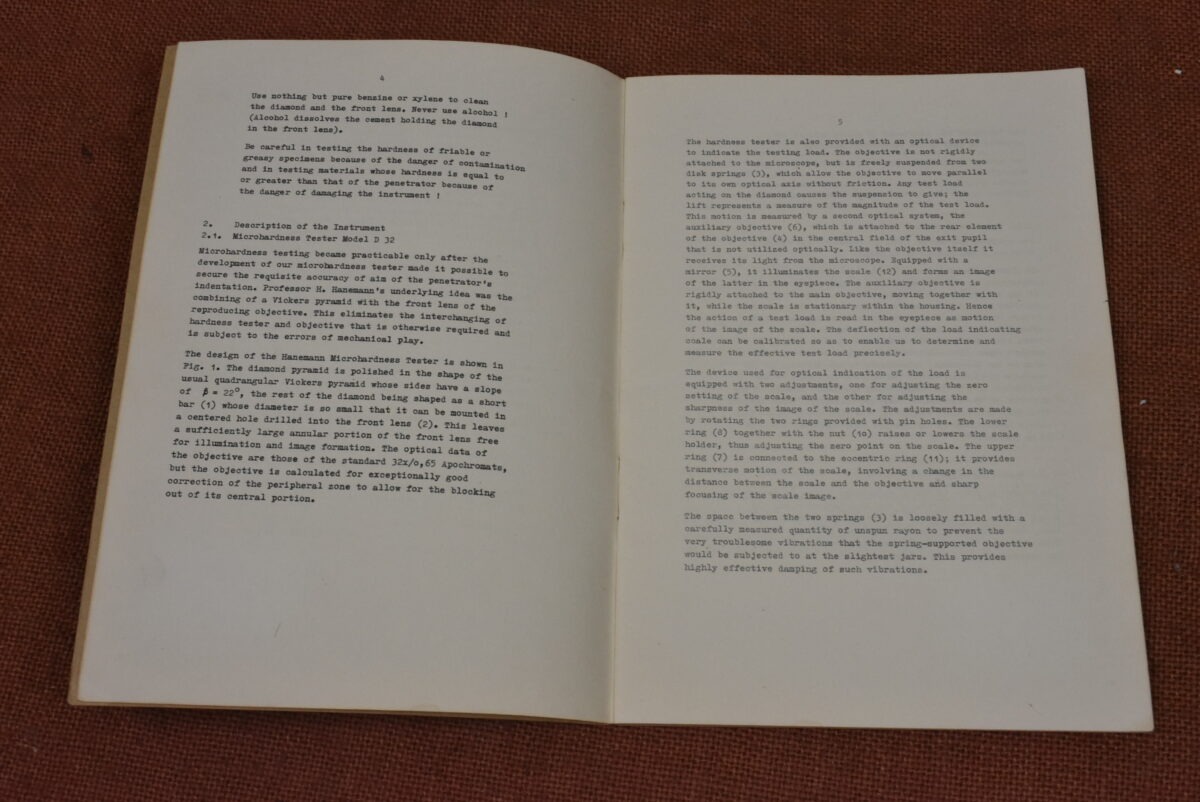 4
Use nothing but pure benzine or xylene to clean
the diamond and the front lens. Never use alcohol !
(Alcohol dissolves the cement holding the diamond
in the front lens).
Be careful in testing the hardness of friable or
greasy specimens because of the danger of contamination
and in testing materials whose hardness is equal to
or greater than that of the penetrator because of
the danger of damaging the instrument !
2. Description of the Instrument
2.1. Microhardness Tester Model D 32
Microhardness testing became practicable only after the
development of our microhardness tester made it possible to
secure the requisite accuracy of aim of the penetrator's
indentation. Professor H. Hanemann's underlying idea was the
combining of a Vickers pyramid with the front lens of the
reproducing objective. This eliminates the interchanging of
hardness tester and objective that is otherwise required and
is subject to the errors of mechanical play.
The design of the Hanemann Microhardness Tester is shown in
Fig. 1. The diamond pyramid is polished in the shape of the
usual quadrangular Vickers pyramid whose sides have a slope
of β = 22°, the rest of the diamond being shaped as a short
bar (1) whose diameter is so small that it can be mounted in
a centered hole drilled into the front lens (2). This leaves
a sufficiently large annular portion of the front lens free
for illumination and image formation. The optical data of
the objective are those of the standard 32x/0,65 Apochromats,
but the objective is calculated for exceptionally good
correction of the peripheral zone to allow for the blocking
out of its central portion.
5
The hardness tester is also provided with an optical device
to indicate the testing load. The objective is not rigidly
attached to the microscope, but is freely suspended from two
disk springs (3), which allow the objective to move parallel
to its own optical axis without friction. Any test load
acting on the diamond causes the suspension to give; the
lift represents a measure of the magnitude of the test load.
This motion is measured by a second optical system, the
auxiliary objective (6), which is attached to the rear element
of the objective (4) in the central field of the exit pupil
that is not utilized optically. Like the objective itself it
receives its light from the microscope. Equipped with a
mirror (5), it illuminates the scale (12) and forms an image
of the latter in the eyepiece. The auxiliary objective is
rigidly attached to the main objective, moving together with
it, while the scale is stationary within the housing. Hence
the action of a test load is read in the eyepiece as motion
of the image of the scale. The deflection of the load indicating
scale can be calibrated so as to enable us to determine and
measure the effective test load precisely.
The device used for optical indication of the load is
equipped with two adjustments, one for adjusting the zero
setting of the scale, and the other for adjusting the
sharpness of the image of the scale. The adjustments are made
by rotating the two rings provided with pin holes. The lower
ring (8) together with the nut (10) raises or lowers the scale
holder, thus adjusting the zero point on the scale. The upper
ring (7) is connected to the eccentric ring (11); it provides
transverse motion of the scale, involving a change in the
distance between the scale and the objective and sharp
focusing of the scale image.
The space between the two springs (3) is loosely filled with a
carefully measured quantity of unspun rayon to prevent the
very troublesome vibrations that the spring-supported objective
would be subjected to at the slightest jars. This provides
highly effective damping of such vibrations.